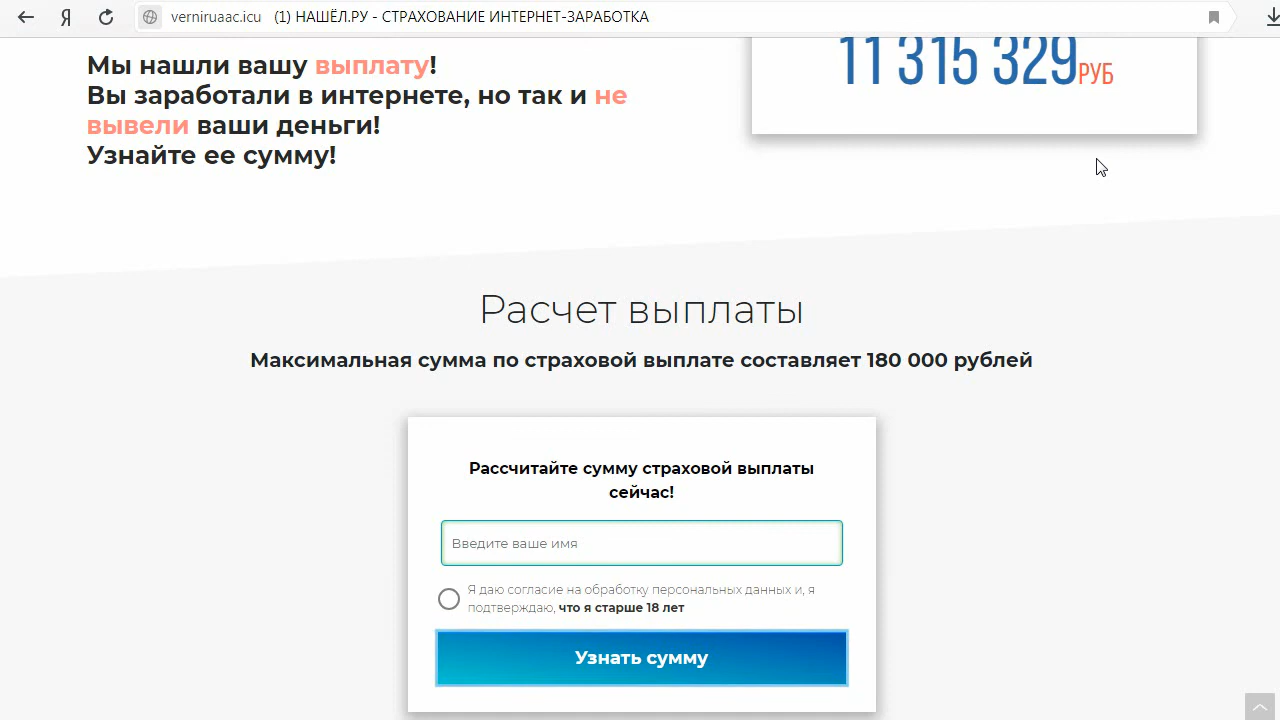 Я verniruaac.icu (1) НАШЁЛ.РУ - СТРАХОВАНИЕ ИНТЕРНЕТ-ЗАРАБОТКА
Мы нашли вашу выплату!
Вы заработали в интернете, но так и не
вывели ваши деньги!
Узнайте ее сумму!
11 315 329 РУБ
Расчет выплаты
Максимальная сумма по страховой выплате составляет 180 000 рублей
Рассчитайте сумму страховой выплаты
сейчас!
Введите ваше имя
Я даю согласие на обработку персональных данных и, я
подтверждаю, что я старше 18 лет
Узнать сумму